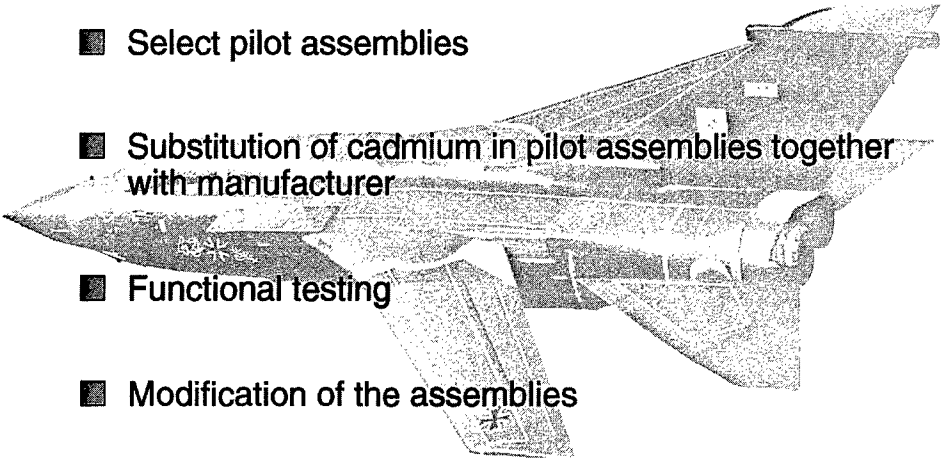 Select pilot assemblies
Substitution of cadmium in pilot assemblies together
with manufacturer
Functional testing
Modification of the assemblies